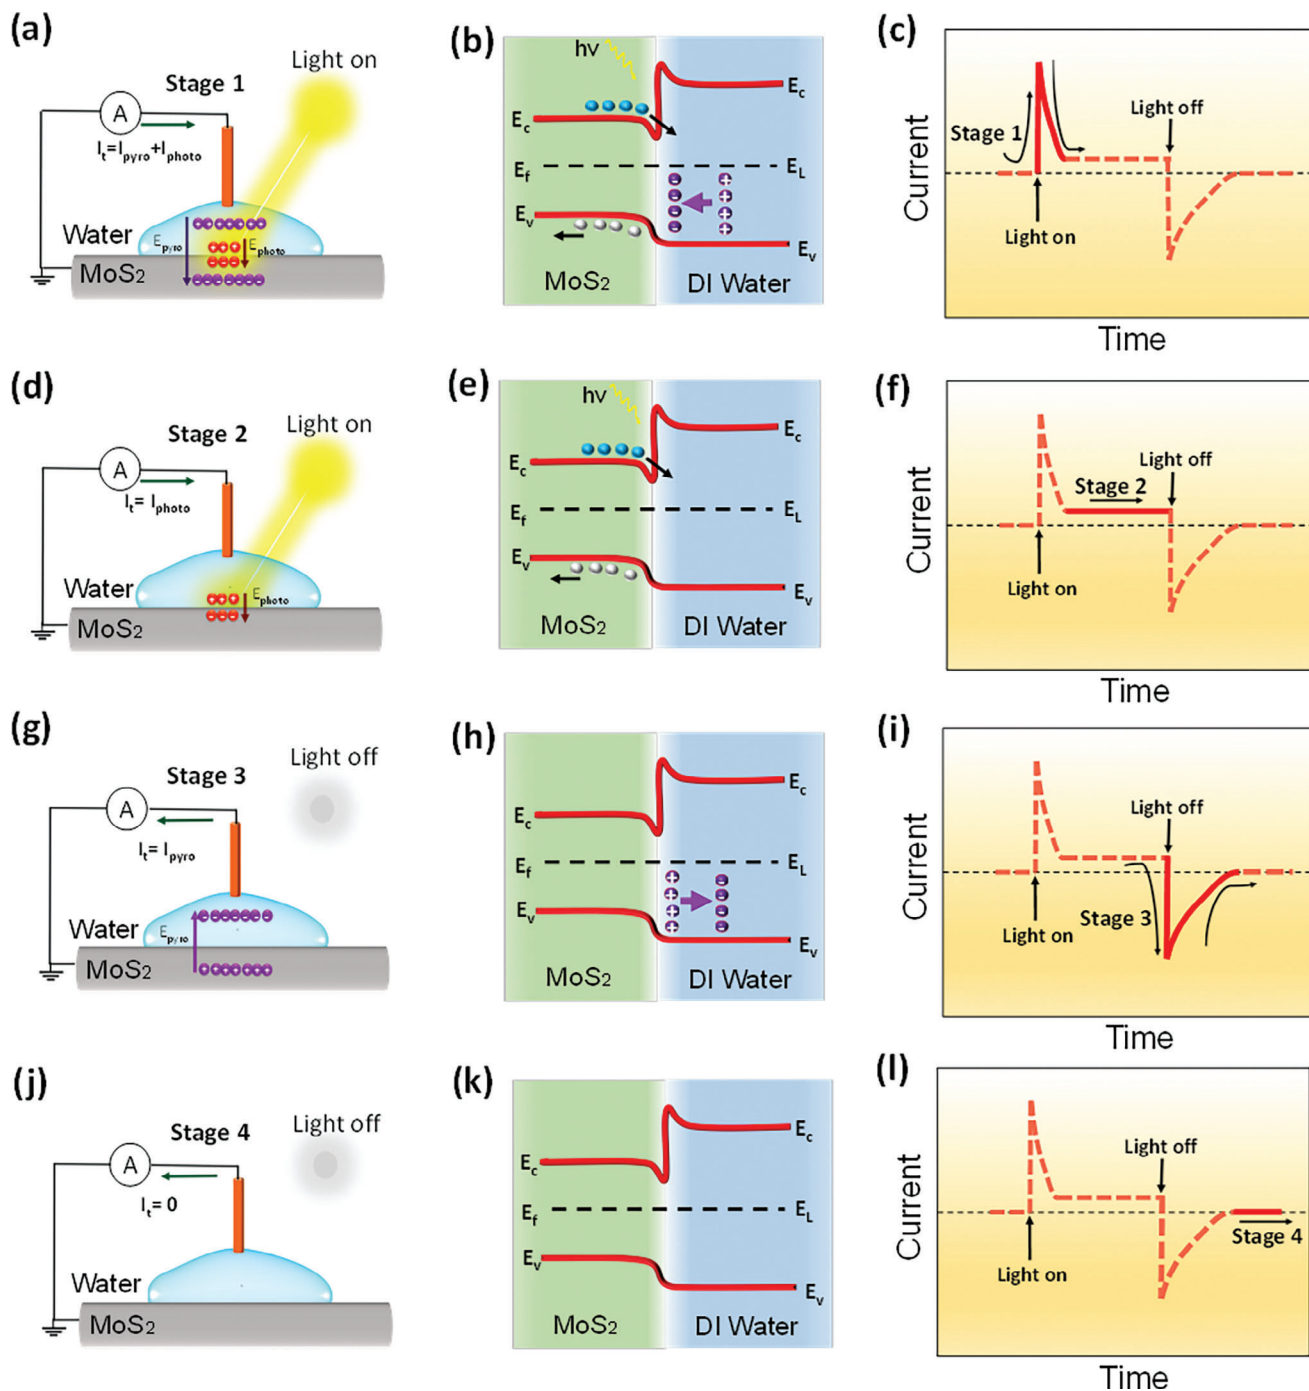 (a)
Stage 1
Light on
A
It=Ipyro+Iphoto
Water
Epyro
Ephoto
MoS2
(b)
hν
Ec
Ec
Ef
EL
Ev
Ev
MoS2
DI Water
(c)
Current
Stage 1
Light off
Light on
Time
(d)
Stage 2
Light on
A
It= Iphoto
Water
Ephoto
MoS2
(e)
hν
Ec
Ec
Ef
EL
Ev
Ev
MoS2
DI Water
(f)
Current
Light off
Stage 2
Light on
Time
(g)
Light off
Stage 3
A
It= Ipyro
Water
Epyro
MoS2
(h)
Ec
Ec
Ef
EL
Ev
Ev
MoS2
DI Water
(i)
Current
Light off
Stage 3
Light on
Time
(j)
Light off
Stage 4
A
It= 0
Water
MoS2
(k)
Ec
Ec
Ef
EL
Ev
Ev
MoS2
DI Water
(l)
Current
Light off
Stage 4
Light on
Time